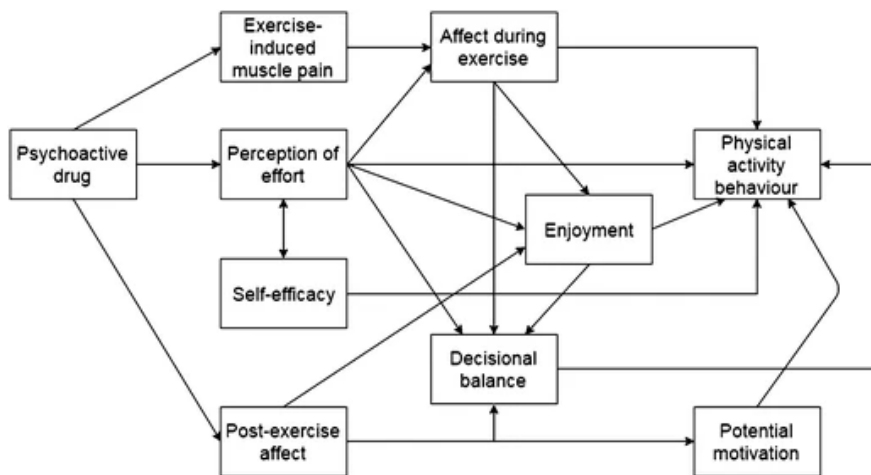 Exercise-
induced
muscle pain
Affect during
exercise
Psychoactive
drug
Perception of
effort
Physical
activity
behaviour
Enjoyment
Self-efficacy
Decisional
balance
Post-exercise
affect
Potential
motivation